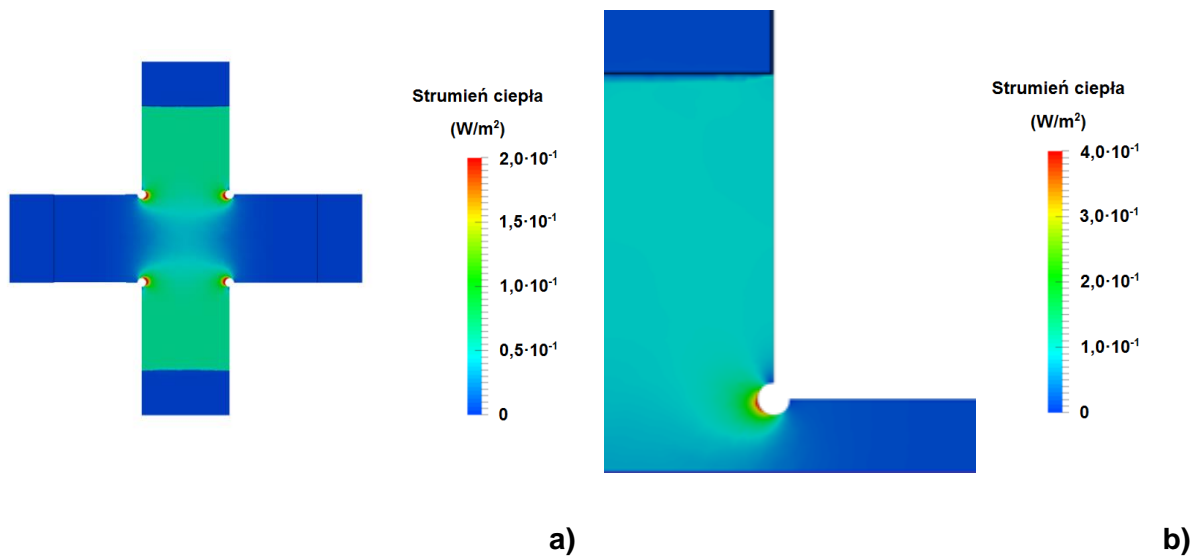 Strumień ciepła
(W/m²)
2,0·10⁻¹
1,5·10⁻¹
1,0·10⁻¹
0,5·10⁻¹
0
a)
Strumień ciepła
(W/m²)
4,0·10⁻¹
3,0·10⁻¹
2,0·10⁻¹
1,0·10⁻¹
0
b)